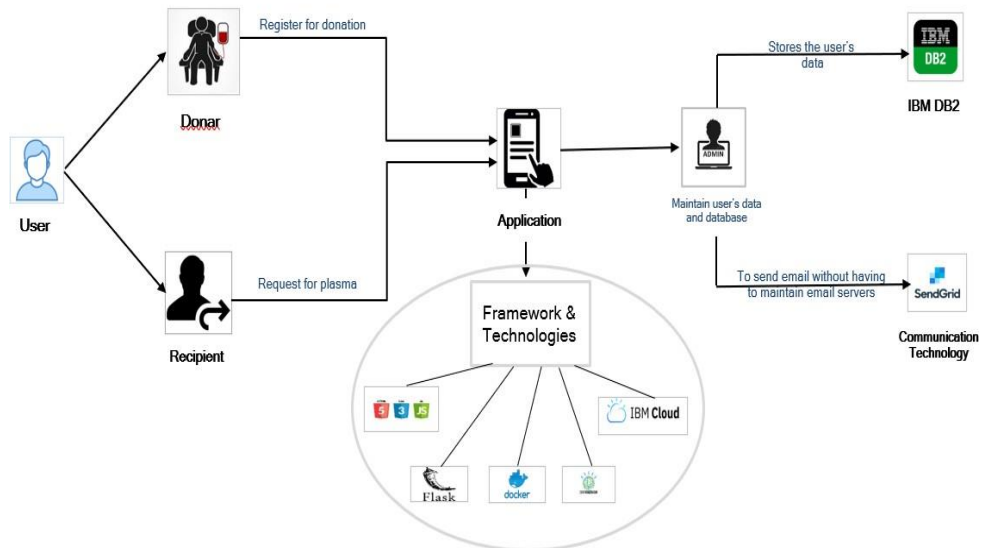 Register for donation
Donar
User
Request for plasma
Recipient
Application
ADMIN
Maintain user's data
and database
Stores the user's
data
IBM
DB2
IBM DB2
To send email without having
to maintain email servers
SendGrid
Communication
Technology
Framework &
Technologies
5 3 JS
IBM Cloud
Flask
docker